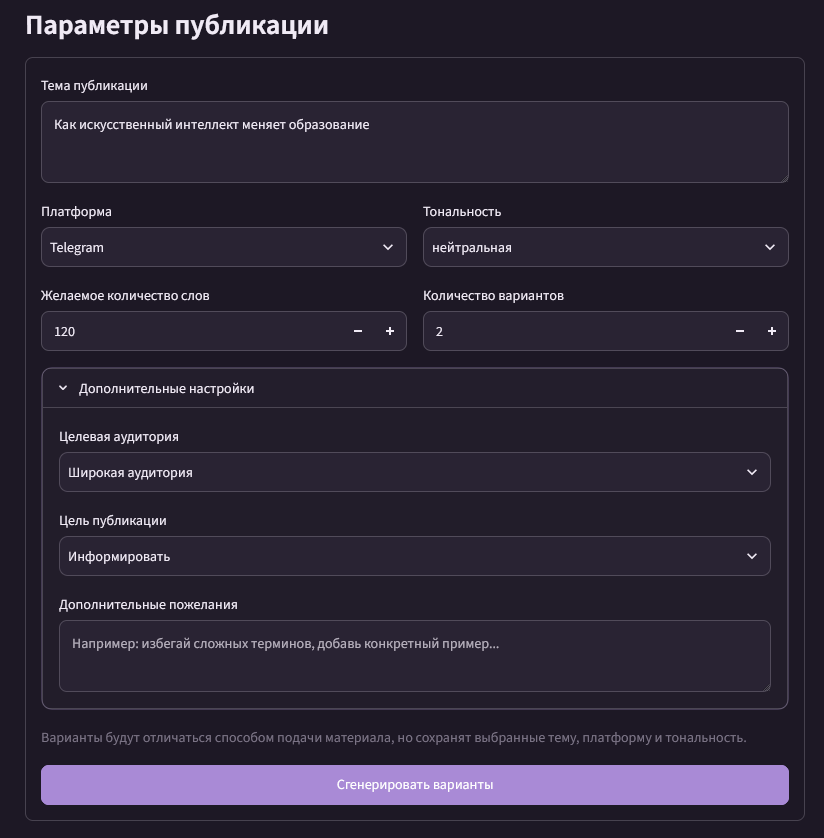 Параметры публикации
Тема публикации
Как искусственный интеллект меняет образование
Платформа
Тональность
Telegram
нейтральная
Желаемое количество слов
Количество вариантов
120
2
Дополнительные настройки
Целевая аудитория
Широкая аудитория
Цель публикации
Информировать
Дополнительные пожелания
Например: избегай сложных терминов, добавь конкретный пример...
Варианты будут отличаться способом подачи материала, но сохранят выбранные тему, платформу и тональность.
Сгенерировать варианты